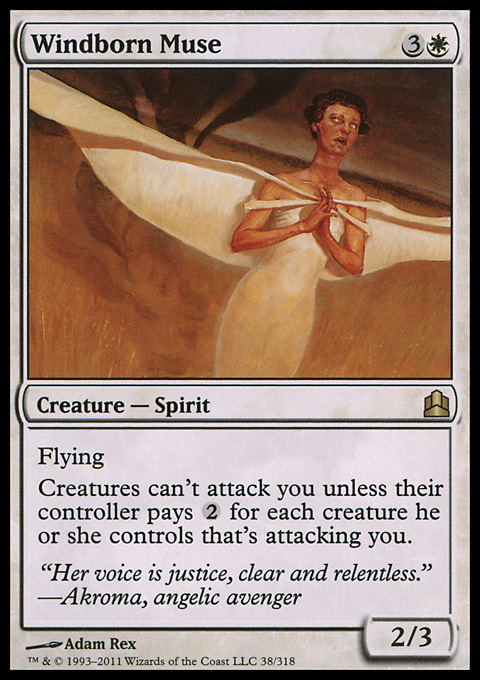 Windborn Muse 3
Creature — Spirit
Flying
Creatures can't attack you unless their
controller pays 2 for each creature he
or she controls that's attacking you.
“Her voice is justice, clear and relentless.”
—Akroma, angelic avenger
Adam Rex
2/3
™ & © 1993–2011 Wizards of the Coast LLC 38/318